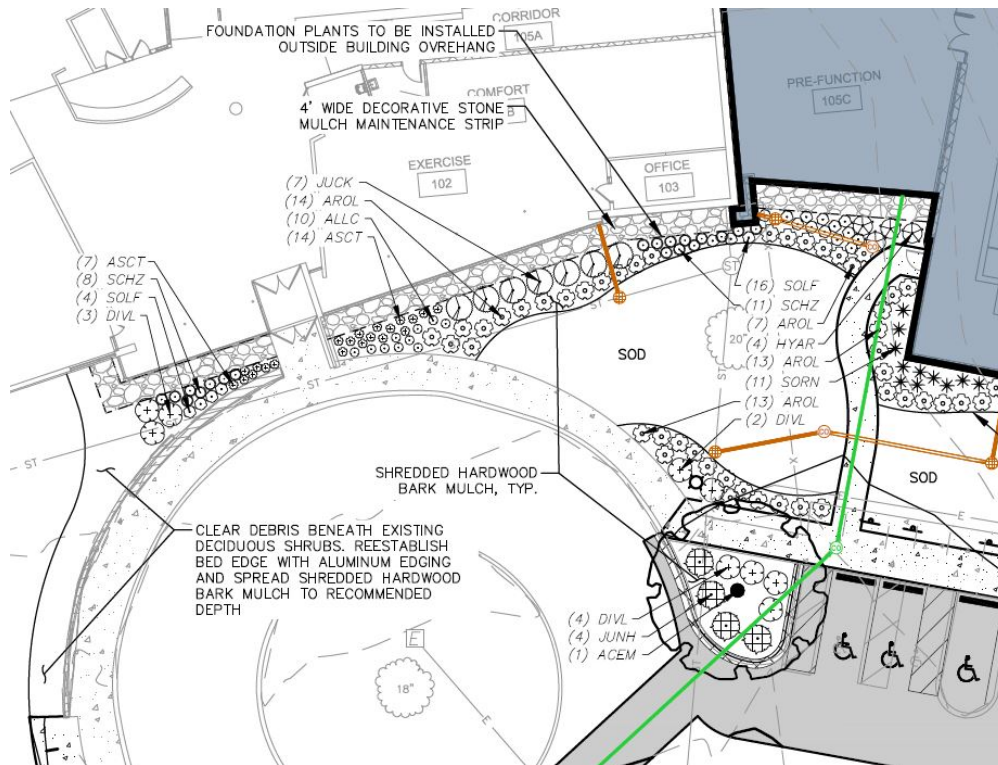 CORRIDOR
105A
FOUNDATION PLANTS TO BE INSTALLED
OUTSIDE BUILDING OVREHANG
PRE-FUNCTION
105C
COMFORT
B
4' WIDE DECORATIVE STONE
MULCH MAINTENANCE STRIP
EXERCISE
102
OFFICE
103
(7) JUCK
(14) AROL
(10) ALLC
(14) ASCT
(7) ASCT
(8) SCHZ
(4) SOLF
(3) DIVL
CO
ST
ST
(16) SOLF
(11) SCHZ
(7) AROL
(4) HYAR
(13) AROL
(11) SORN
(13) AROL
(2) DIVL
20"
SOD
ST
ST
ST
CO
SHREDDED HARDWOOD
BARK MULCH, TYP.
SOD
E
CLEAR DEBRIS BENEATH EXISTING
DECIDUOUS SHRUBS. REESTABLISH
BED EDGE WITH ALUMINUM EDGING
AND SPREAD SHREDDED HARDWOOD
BARK MULCH TO RECOMMENDED
DEPTH
CO
(4) DIVL
(4) JUNH
(1) ACEM
E
18"
E